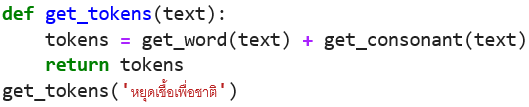 def get_tokens(text):
    tokens = get_word(text) + get_consonant(text)
    return tokens
get_tokens('หยุดเชื้อเพื่อชาติ')